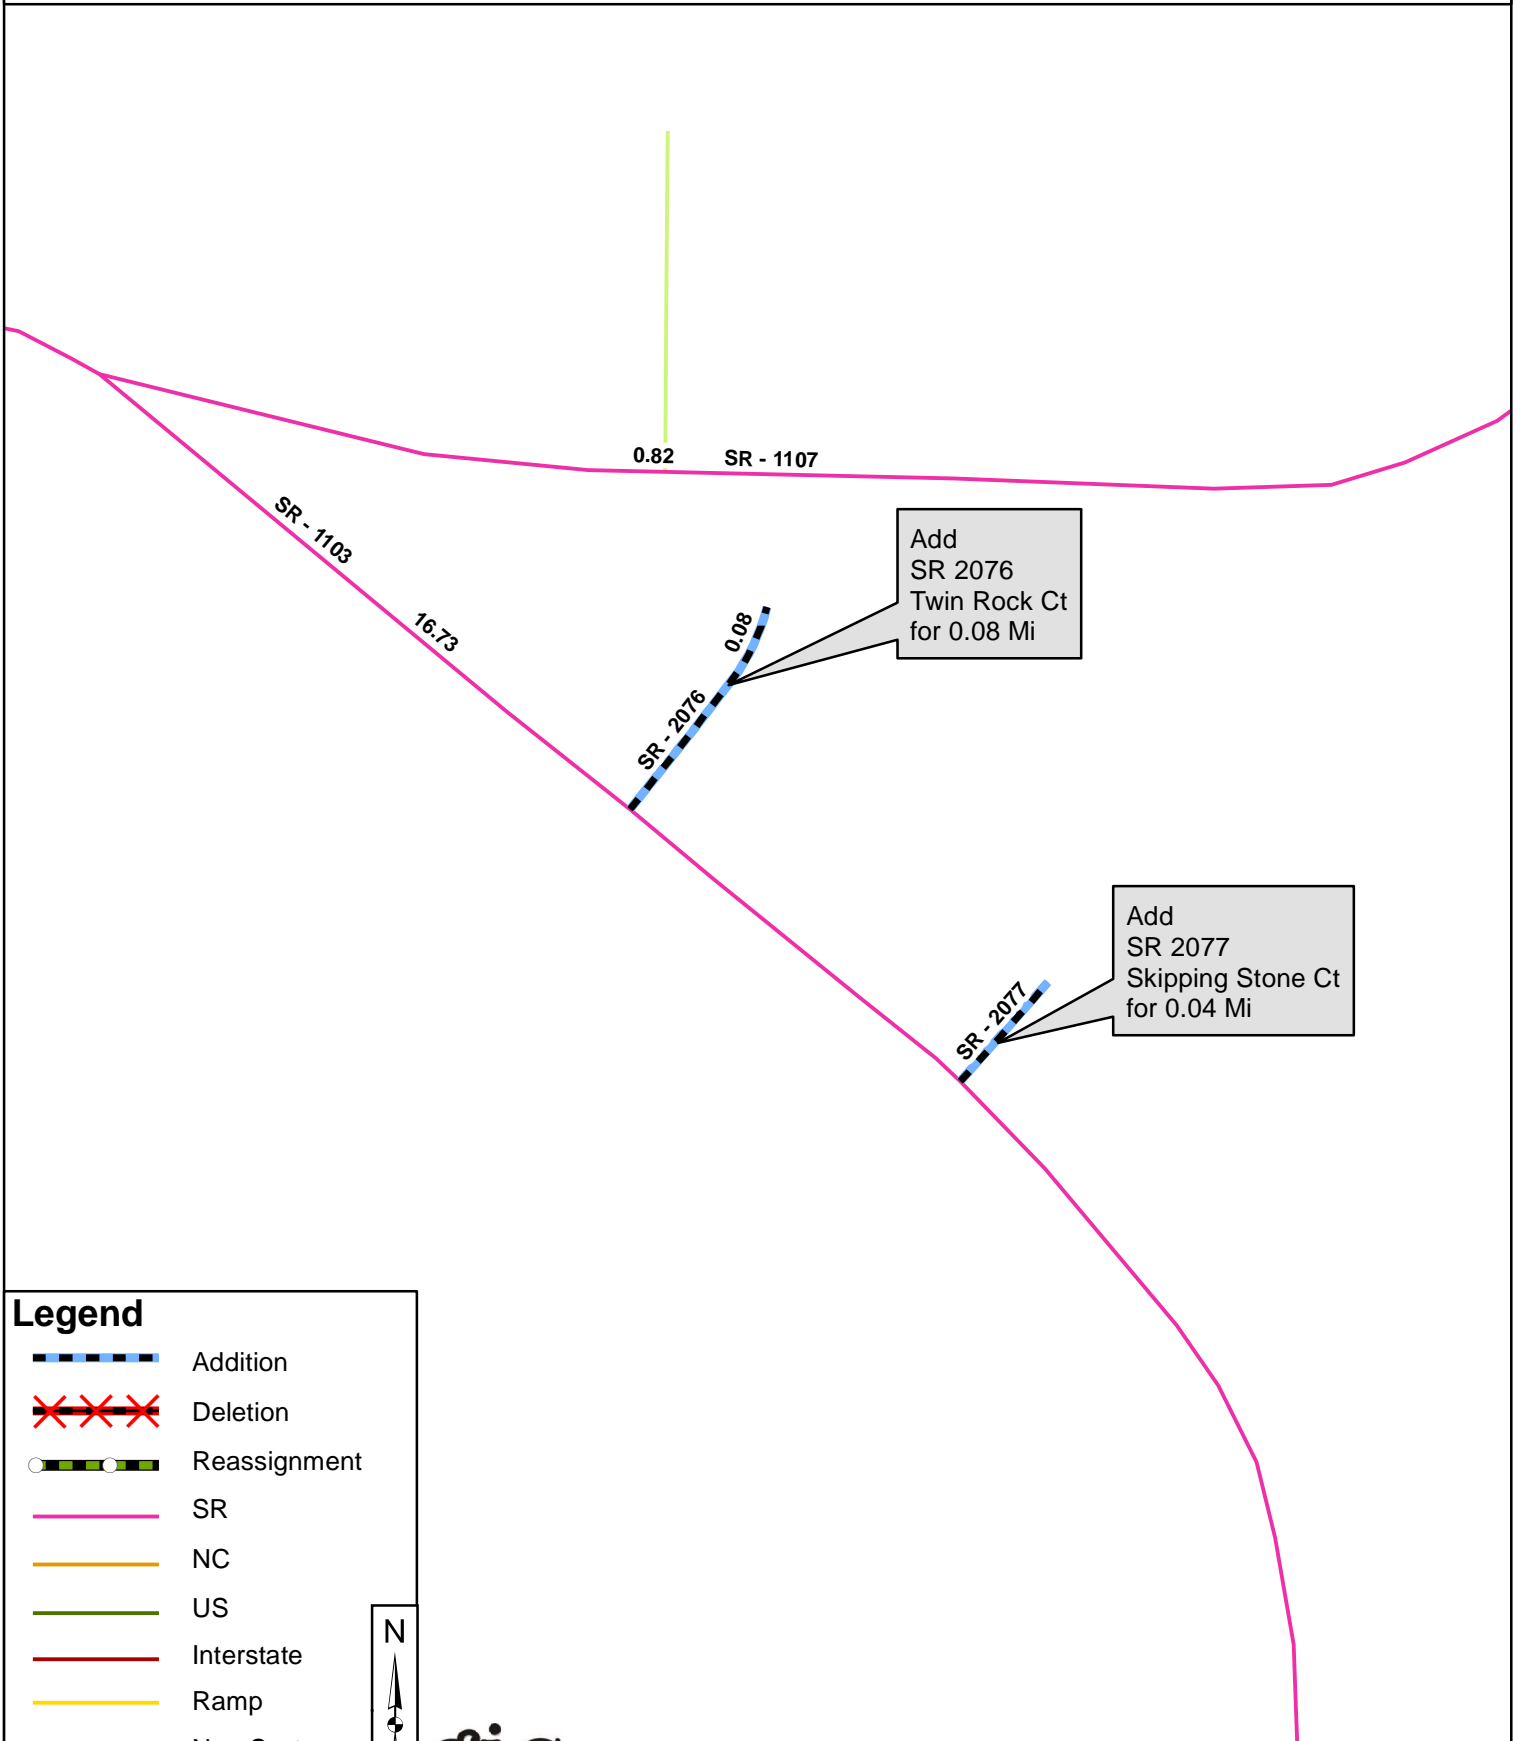 0.82
SR - 1107
SR - 1103
16.73
Add
SR 2076
Twin Rock Ct
for 0.08 Mi
0.08
SR - 2076
Add
SR 2077
Skipping Stone Ct
for 0.04 Mi
SR - 2077
Legend
Addition
Deletion
Reassignment
SR
NC
US
Interstate
Ramp
N